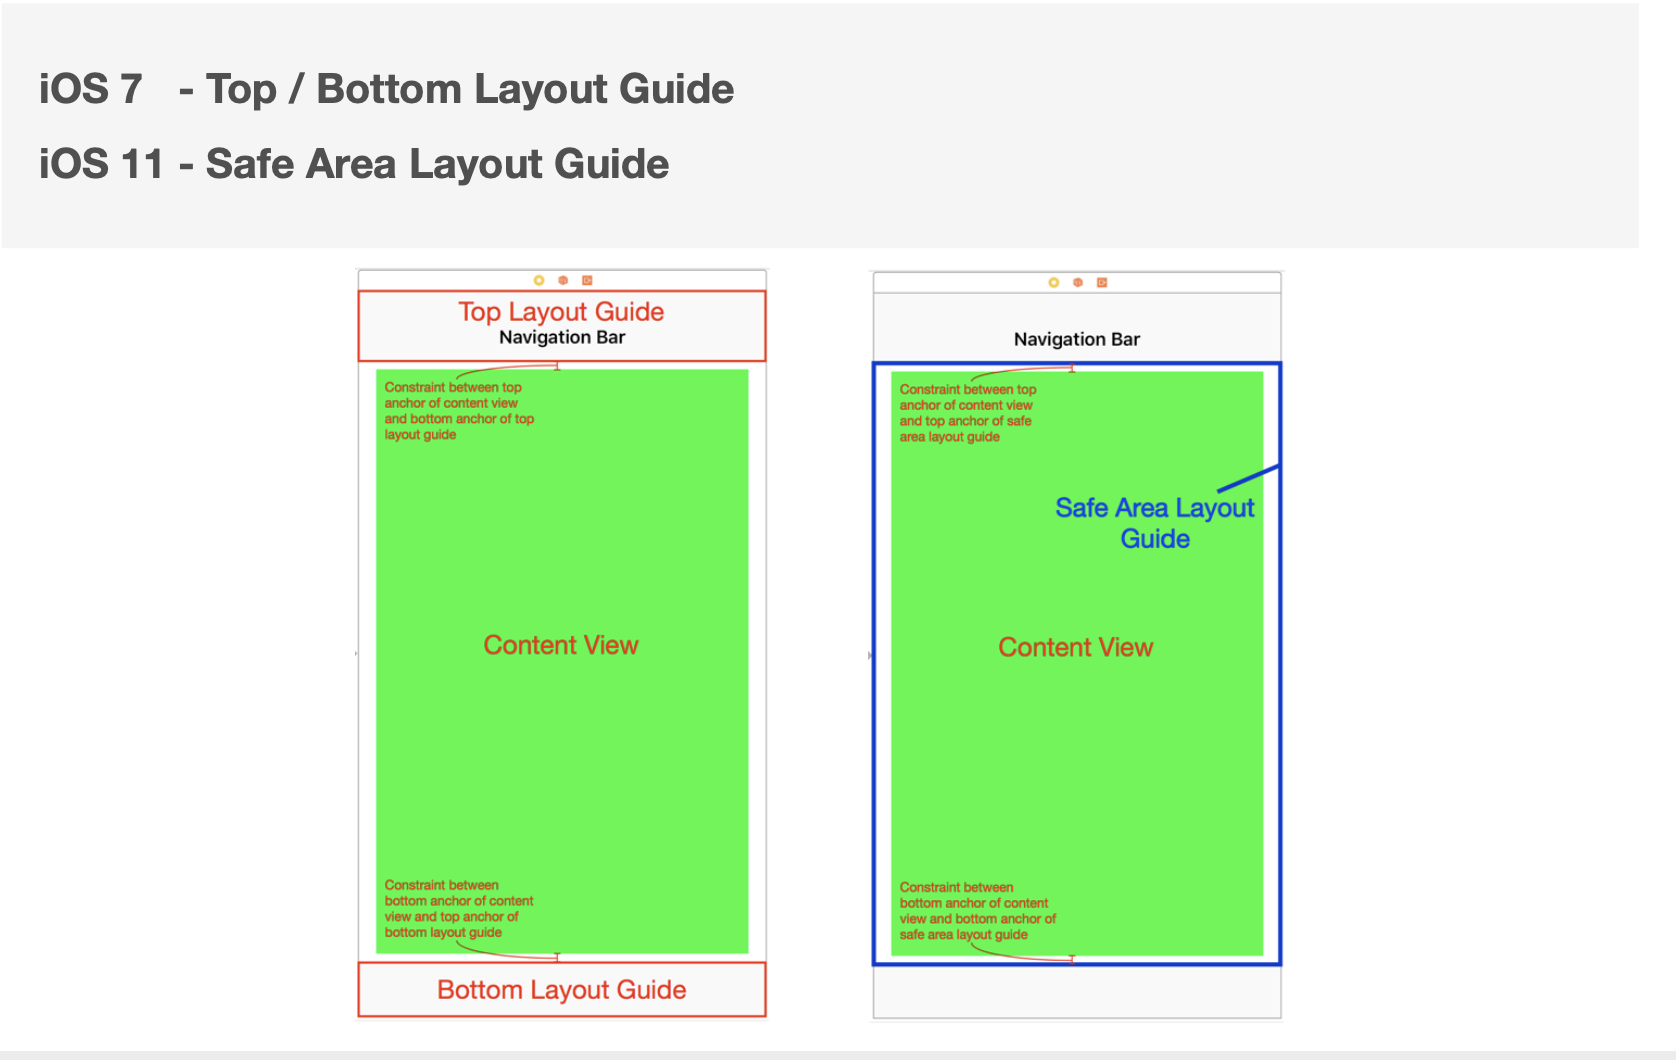 iOS 7 - Top / Bottom Layout Guide
iOS 11 - Safe Area Layout Guide
Top Layout Guide
Navigation Bar
Constraint between top
anchor of content view
and bottom anchor of top
layout guide
Content View
Constraint between
bottom anchor of content
view and top anchor of
bottom layout guide
Bottom Layout Guide
Navigation Bar
Constraint between top
anchor of content view
and top anchor of safe
area layout guide
Safe Area Layout
Guide
Content View
Constraint between
bottom anchor of content
view and bottom anchor of
safe area layout guide